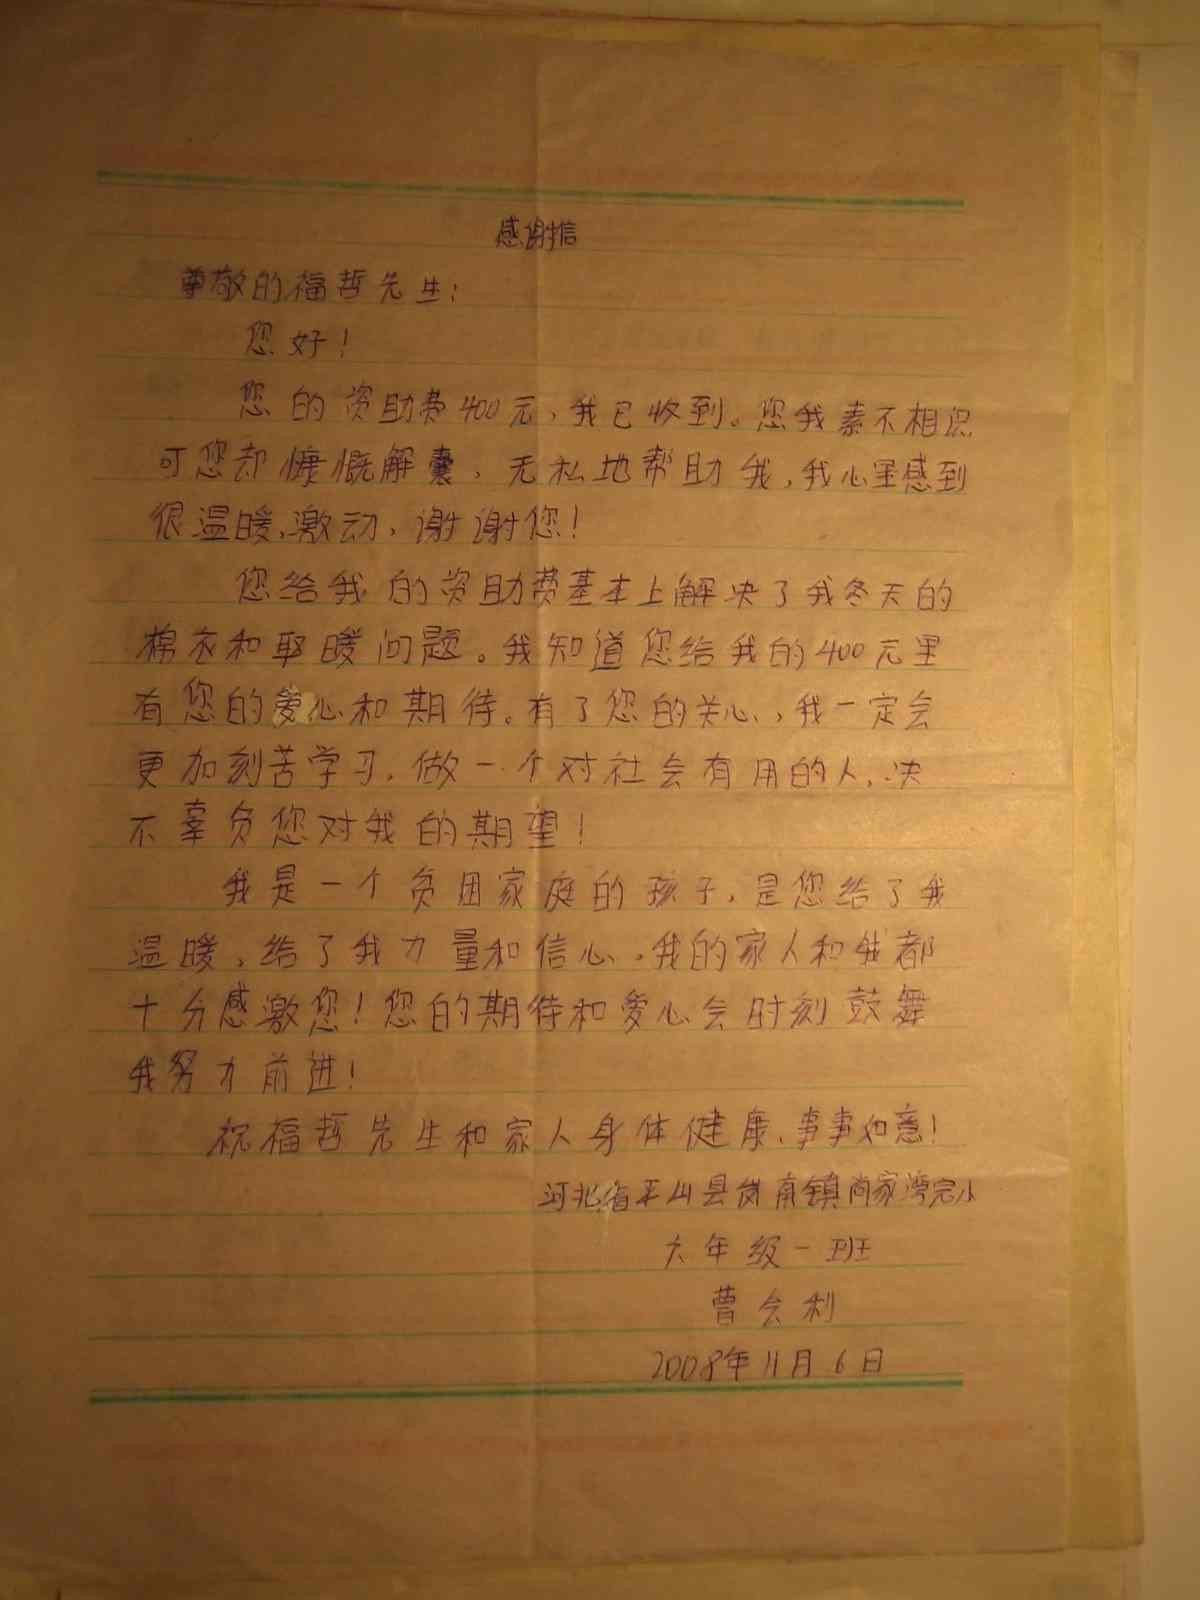 感谢信
尊敬的福哲先生:
您好!
您的资助费400元,我已收到。您我素不相识
可您却慷慨解囊,无私地帮助我,我心里感到
很温暖,激动,谢谢您!
您给我的资助费基本上解决了我冬天的
棉衣和取暖问题。我知道您给我的400元里
有您的爱心和期待。有了您的关心,我一定会
更加刻苦学习,做一个对社会有用的人,决
不辜负您对我的期望!
我是一个贫困家庭的孩子,是您给了我
温暖,给了我力量和信心,我的家人和我都
十分感激您!您的期待和爱心会时刻鼓舞
我努力前进!
祝福哲先生和家人身体健康、事事如意!
河北省平山县岗南镇尚家湾完小
六年级一班
曹会利
2008年11月6日